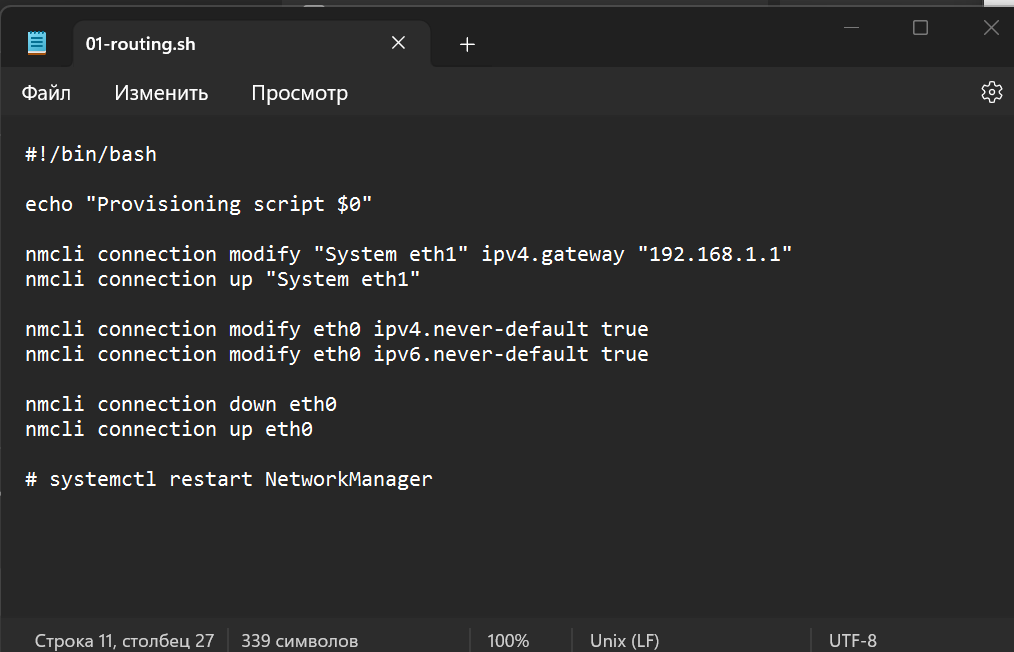 01-routing.sh
Файл Изменить Просмотр
#!/bin/bash
echo "Provisioning script $0"
nmcli connection modify "System eth1" ipv4.gateway "192.168.1.1"
nmcli connection up "System eth1"
nmcli connection modify eth0 ipv4.never-default true
nmcli connection modify eth0 ipv6.never-default true
nmcli connection down eth0
nmcli connection up eth0
# systemctl restart NetworkManager
Строка 11, столбец 27 339 символов 100% Unix (LF) UTF-8